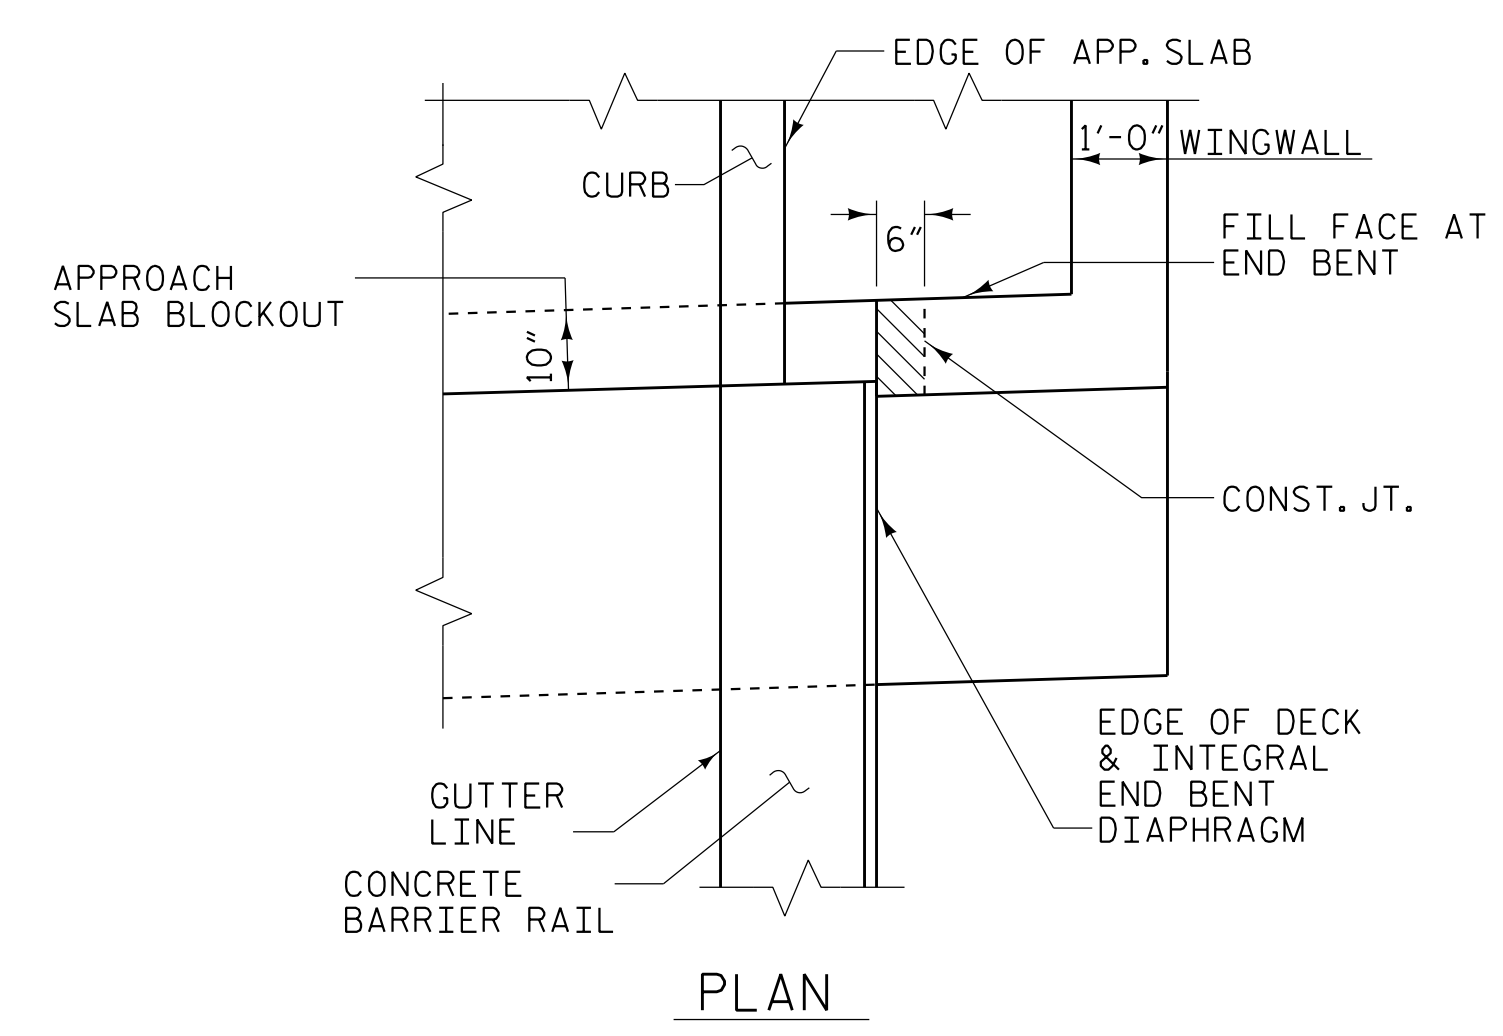 EDGE OF APP. SLAB
1'-0" WINGWALL
CURB
FILL FACE AT
END BENT
6"
APPROACH
SLAB BLOCKOUT
10"
CONST. JT.
EDGE OF DECK
& INTEGRAL
END BENT
DIAPHRAGM
GUTTER
LINE
CONCRETE
BARRIER RAIL
PLAN